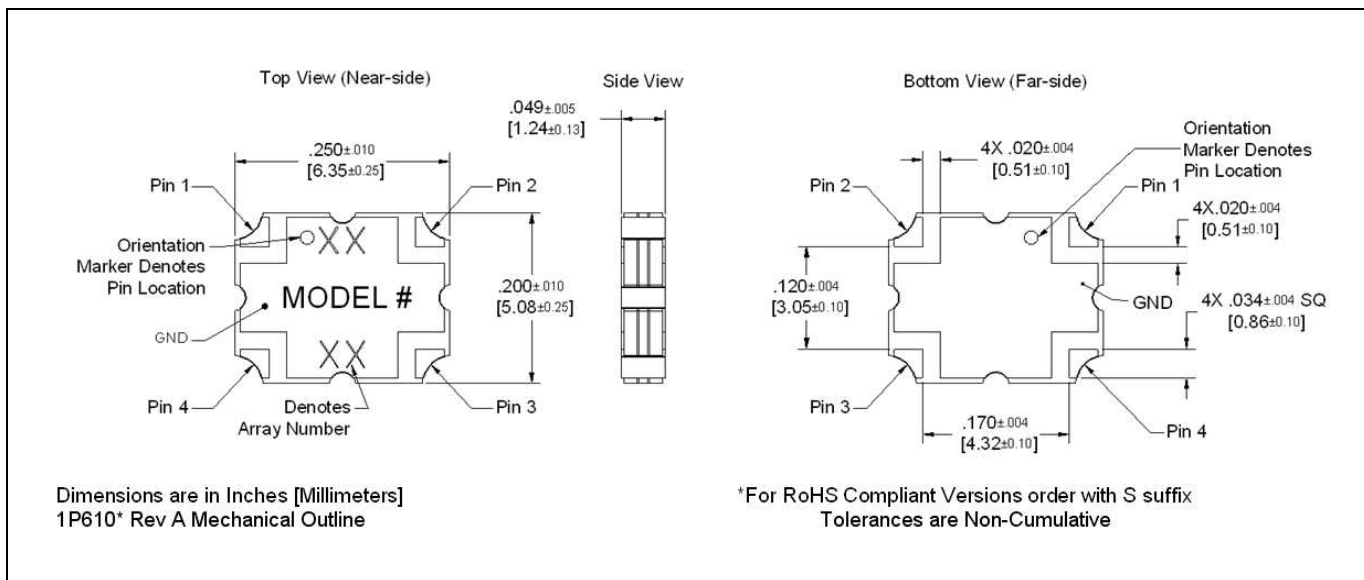 Top View (Near-side)
Side View
Bottom View (Far-side)
.049±.005
[1.24±0.13]
.250±.010
[6.35±0.25]
4X .020±.004
[0.51±0.10]
Orientation
Marker Denotes
Pin Location
Pin 1
Pin 2
Pin 2
Pin 1
4X.020±.004
[0.51±0.10]
Orientation
Marker Denotes
Pin Location
XX
MODEL #
.200±.010
[5.08±0.25]
.120±.004
[3.05±0.10]
GND
4X .034±.004 SQ
[0.86±0.10]
GND
XX
Pin 4
Denotes
Array Number
Pin 3
Pin 3
.170±.004
[4.32±0.10]
Pin 4
Dimensions are in Inches [Millimeters]
1P610* Rev A Mechanical Outline
*For RoHS Compliant Versions order with S suffix
Tolerances are Non-Cumulative